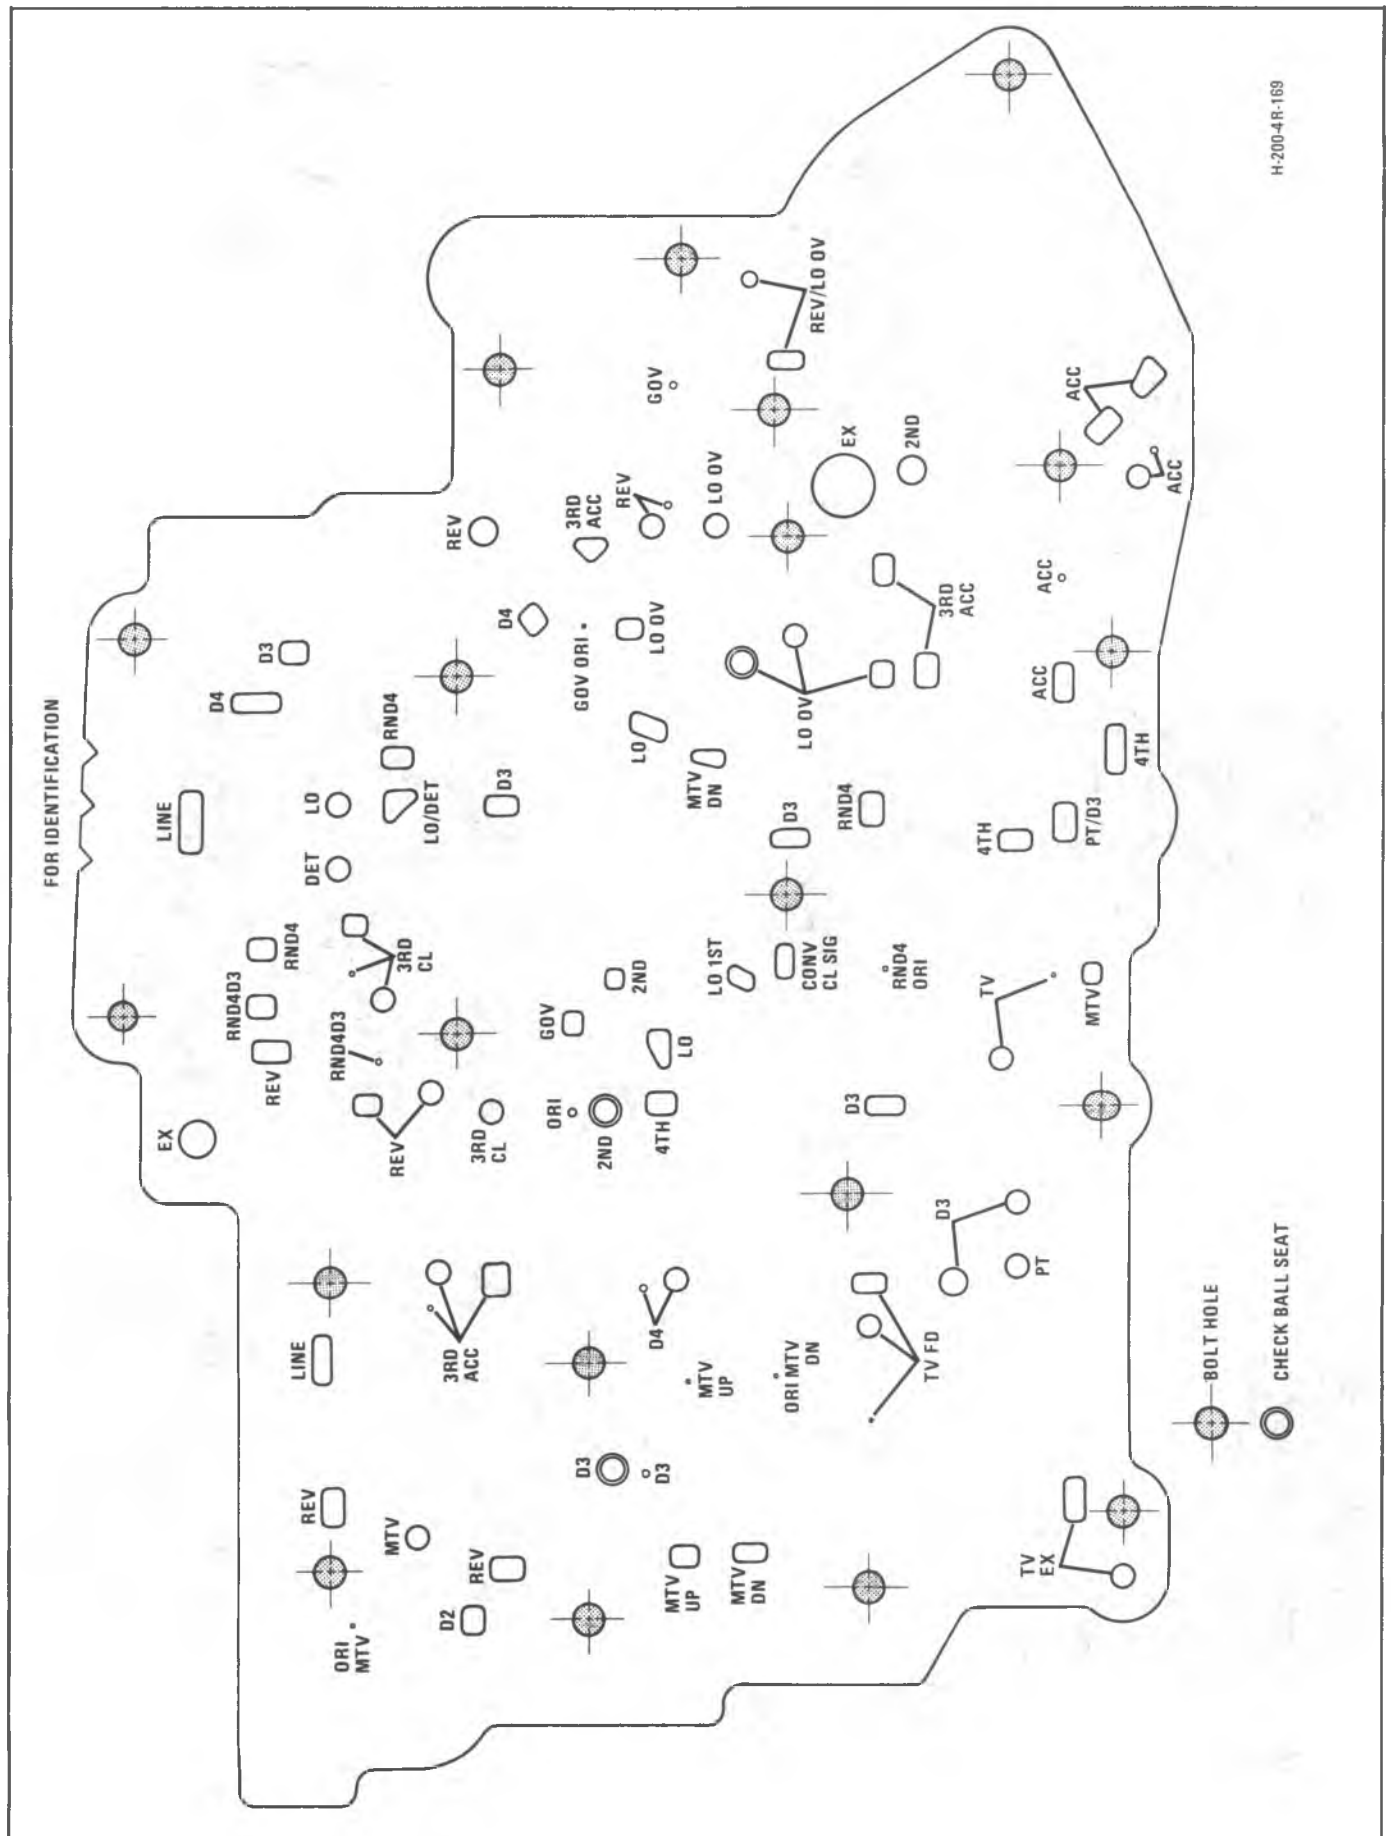 FOR IDENTIFICATION
EX
LINE
D4
D3
REV
RND4D3
RND4
LINE
REV
DET
LO
RND4D3
ORI
MTV
MTV
REV
3RD
CL
RND4
LO/DET
D2
3RD
ACC
REV
REV
3RD
CL
D3
D4
ORI
GOV
3RD
ACC
D3
2ND
GOV ORI
REV
2ND
GOV
D3
D4
4TH
LO
LO
LO OV
MTV
UP
MTV
UP
LO 1ST
MTV
DN
LO OV
MTV
DN
ORI MTV
DN
CONV
CL SIG
D3
LO OV
REV/LO OV
D3
RND4
EX
TV FD
RND4
ORI
2ND
D3
3RD
ACC
TV
4TH
TV
EX
PT
ACC
ACC
ACC
MTV
PT/D3
4TH
ACC
BOLT HOLE
CHECK BALL SEAT
H-200-4R-169